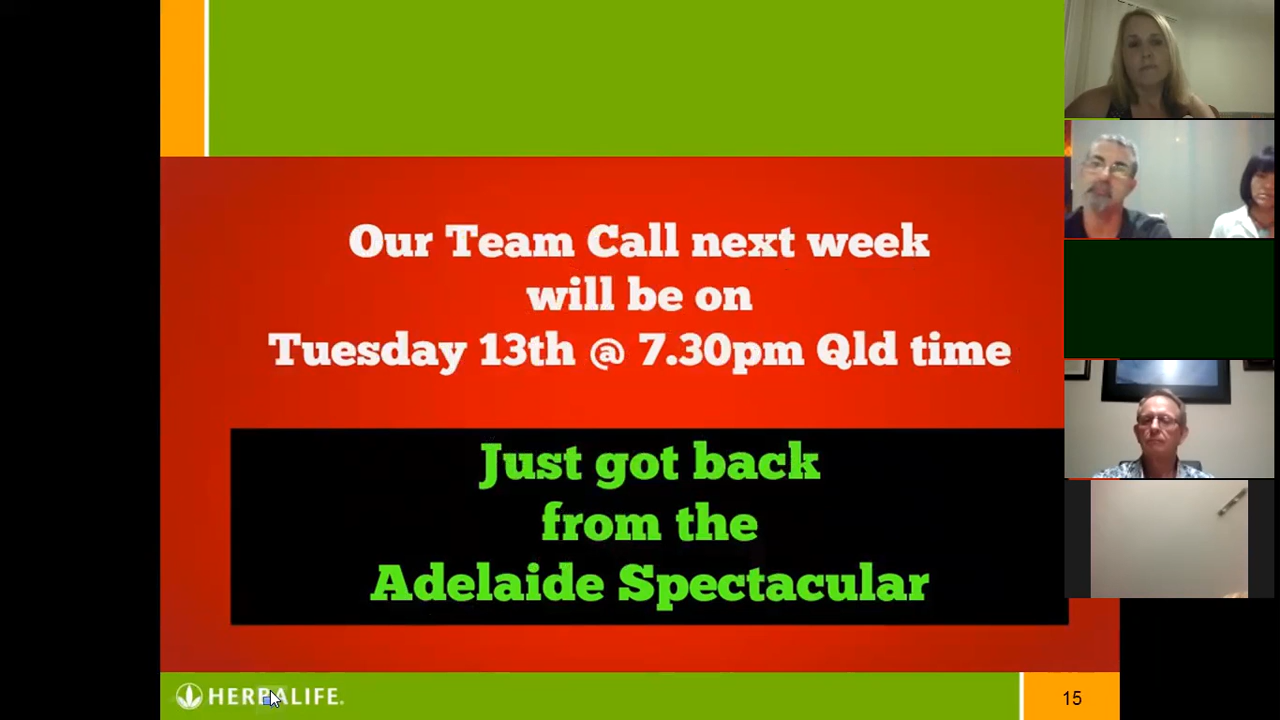 Our Team Call next week
will be on
Tuesday 13th @ 7.30pm Qld time
Just got back
from the
Adelaide Spectacular
HERBALIFE.
15